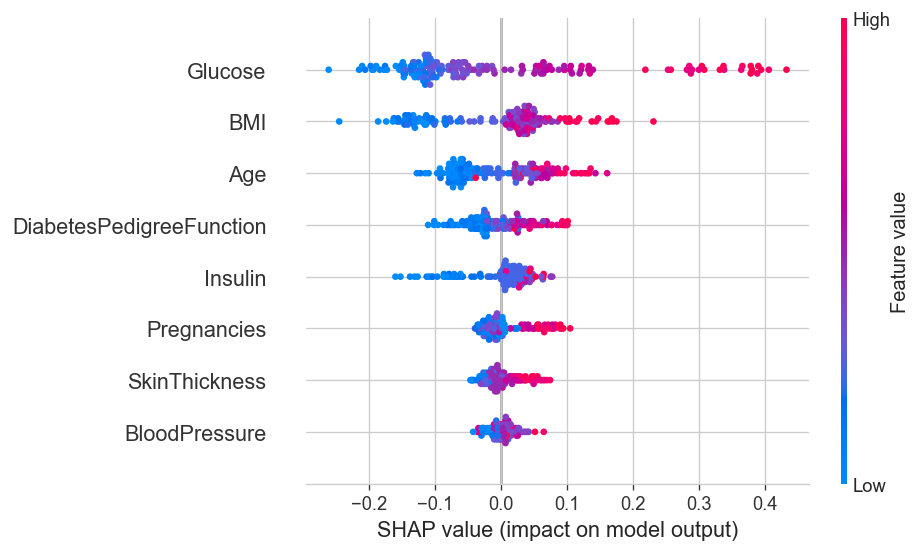 High
Glucose
BMI
Age
DiabetesPedigreeFunction
Insulin
Pregnancies
SkinThickness
BloodPressure
Feature value
Low
−0.2 −0.1 0.0 0.1 0.2 0.3 0.4
SHAP value (impact on model output)